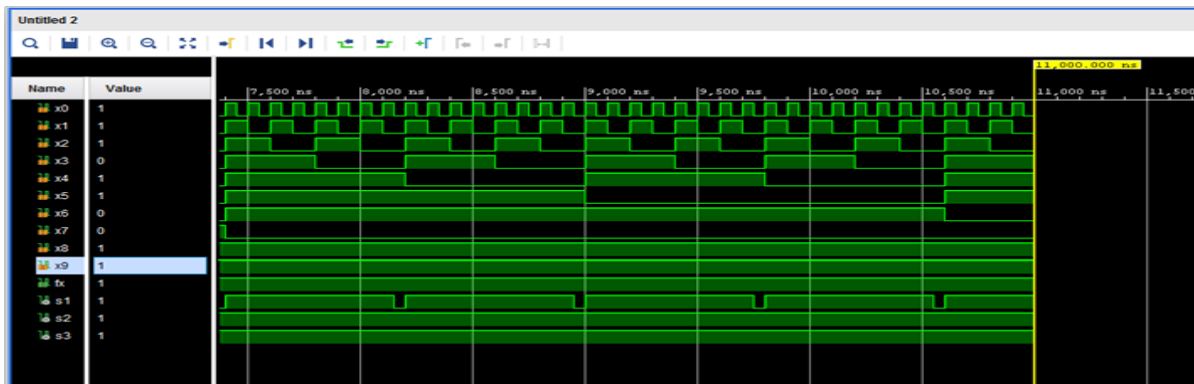 Untitled 2
11,000.000 ns
Name Value
7,500 ns 8,000 ns 8,500 ns 9,000 ns 9,500 ns 10,000 ns 10,500 ns 11,000 ns 11,500
x0 1
x1 1
x2 1
x3 0
x4 1
x5 1
x6 0
x7 0
x8 1
x9 1
fx 1
s1 1
s2 1
s3 1